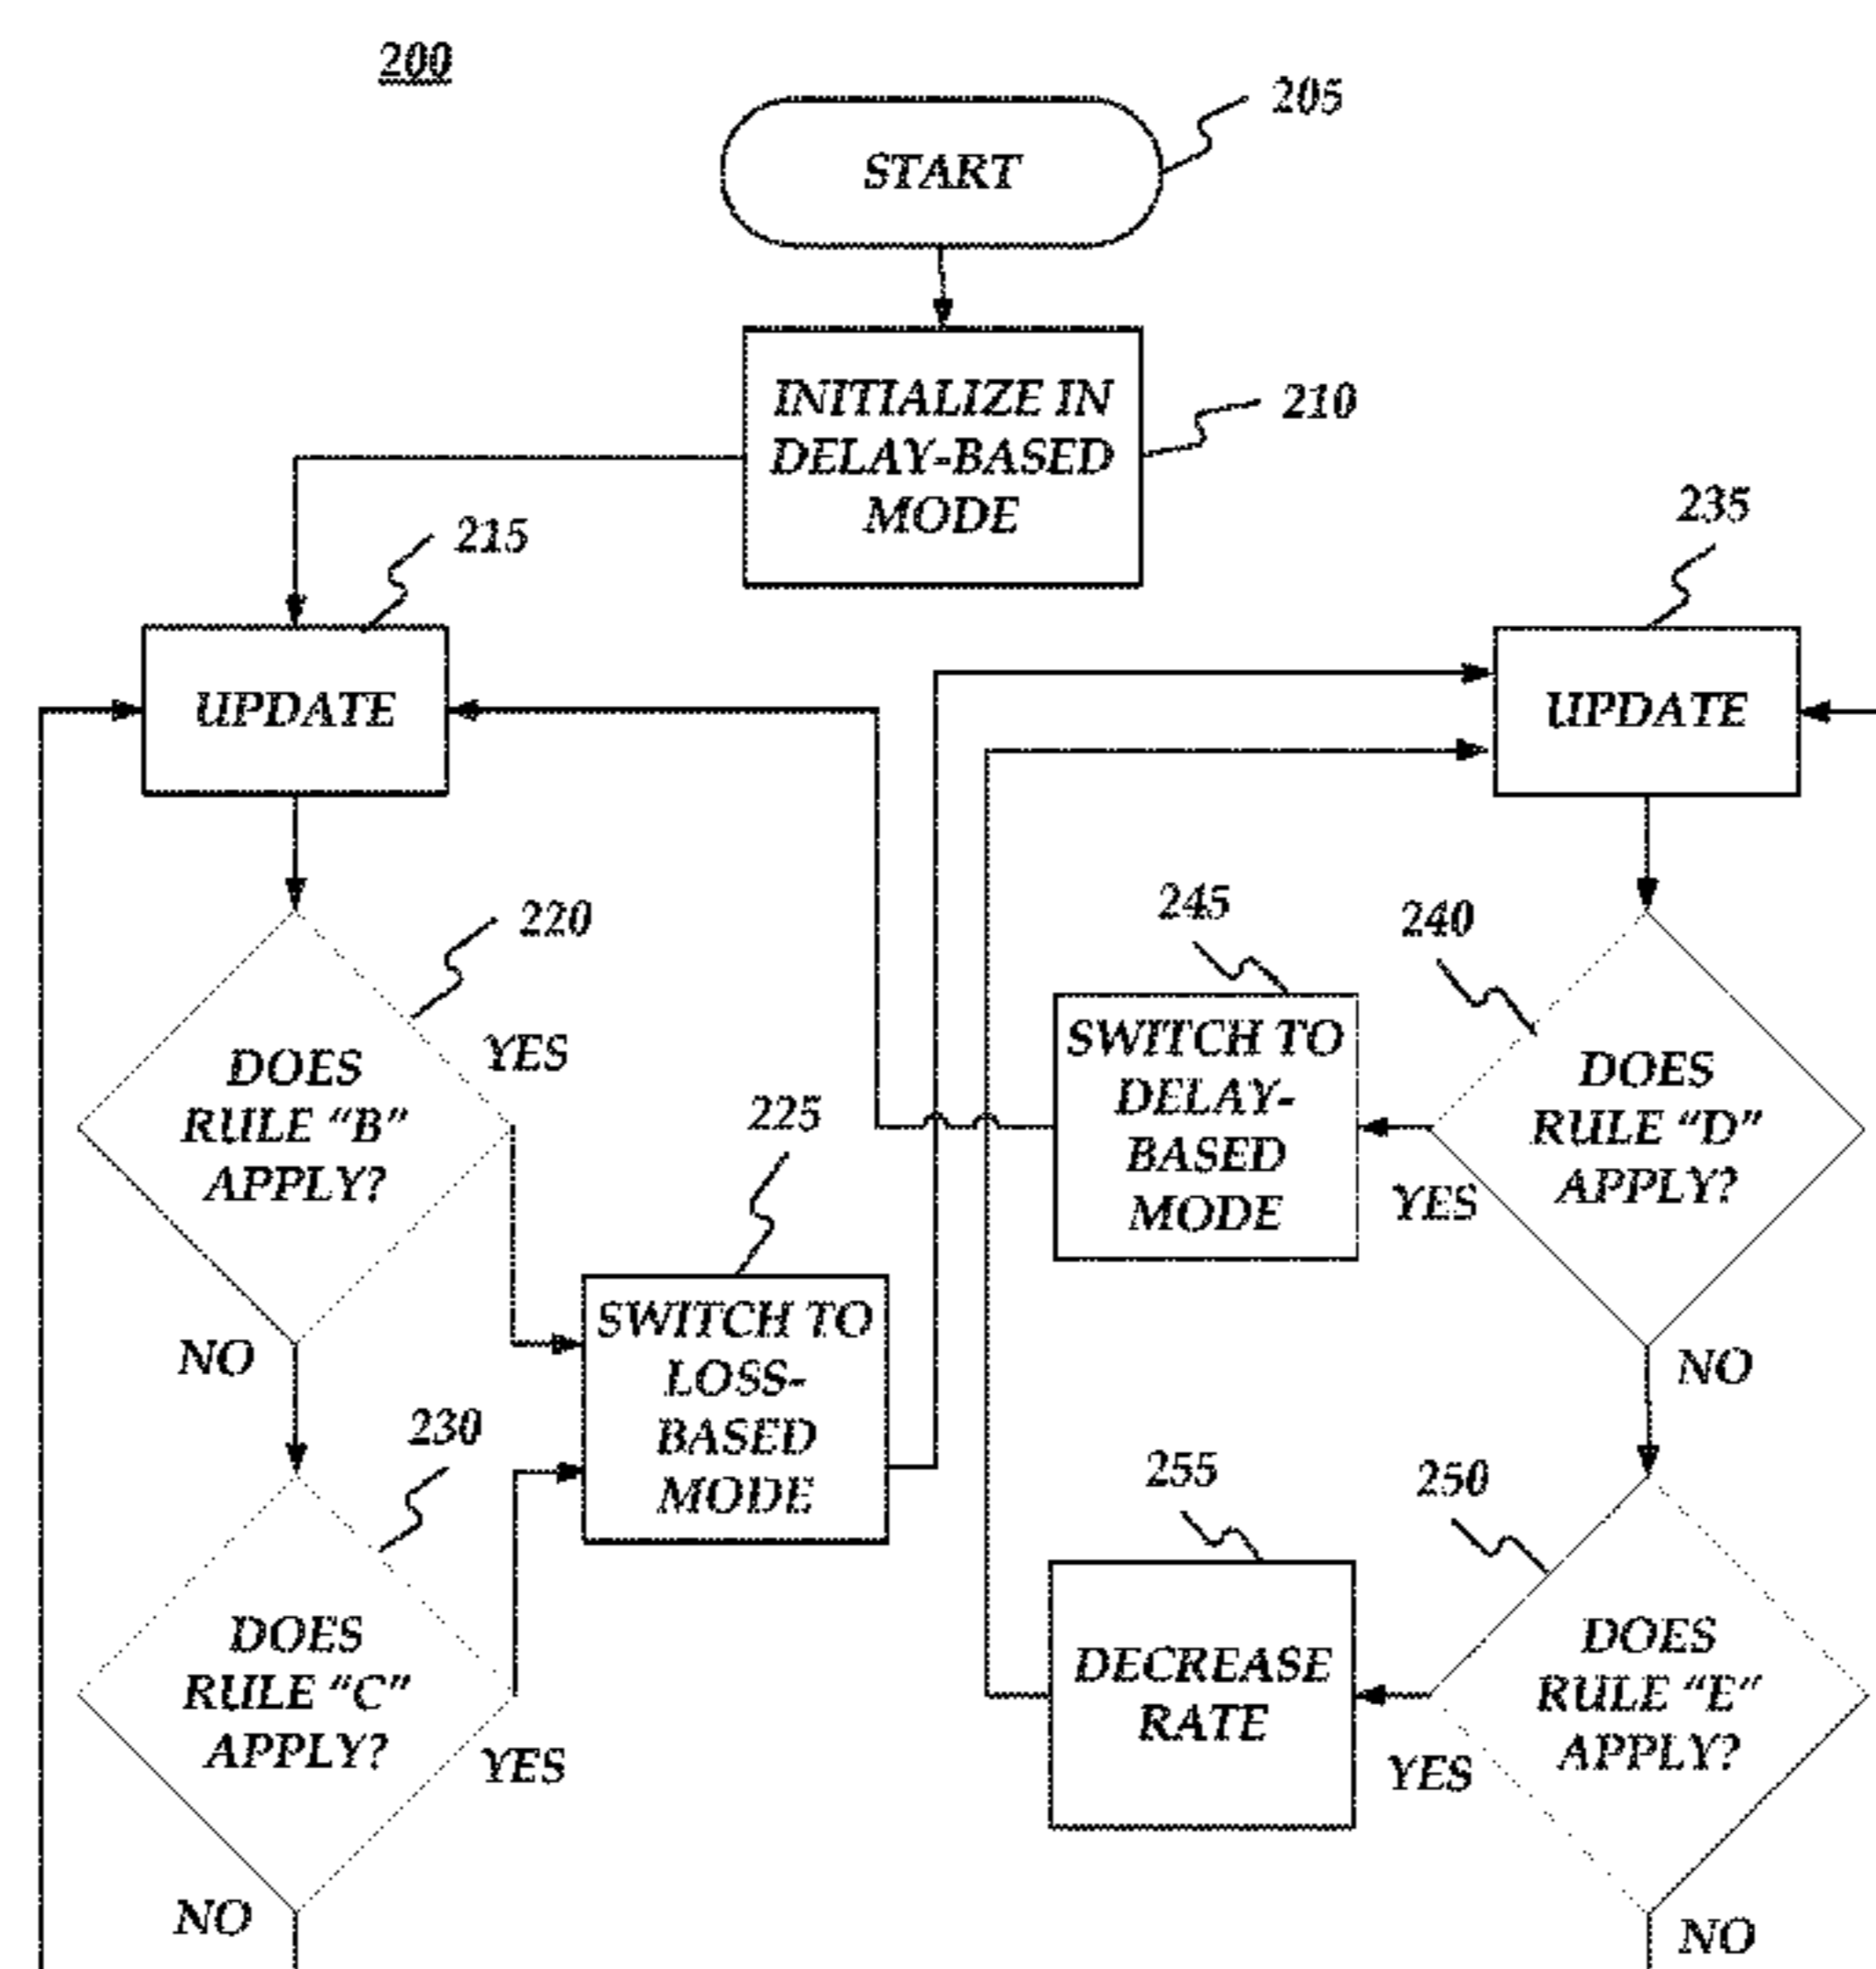 200
205
START
INITIALIZE IN
DELAY-BASED
MODE
210
215
UPDATE
235
UPDATE
220
DOES
RULE "B"
APPLY?
YES
NO
225
SWITCH TO
LOSS-
BASED
MODE
245
SWITCH TO
DELAY-
BASED
MODE
240
DOES
RULE "D"
APPLY?
YES
NO
230
DOES
RULE "C"
APPLY?
YES
NO
255
DECREASE
RATE
250
DOES
RULE "E"
APPLY?
YES
NO